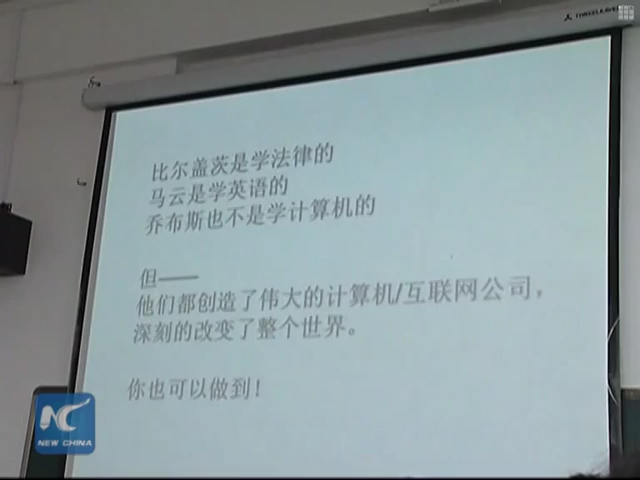 THREELEAVES
比尔盖茨是学法律的
马云是学英语的
乔布斯也不是学计算机的
但——
他们都创造了伟大的计算机/互联网公司，
深刻的改变了整个世界。
你也可以做到！
NC
NEW CHINA